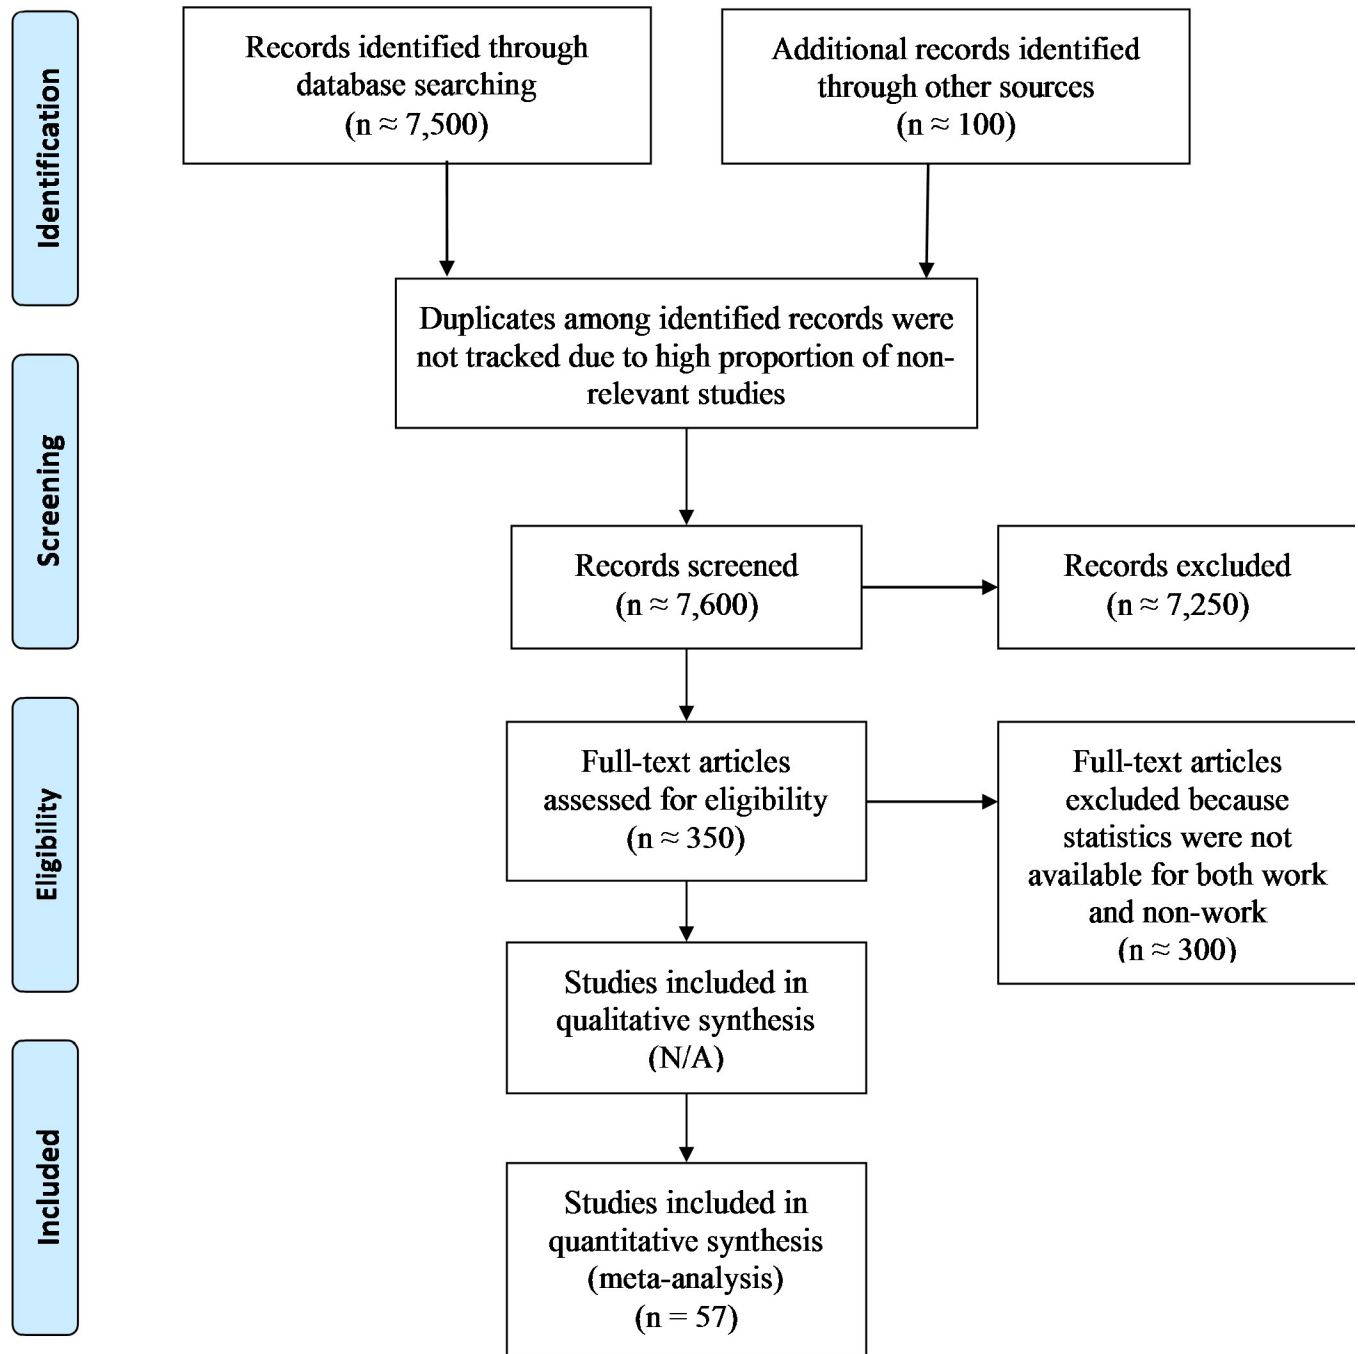 Identification
Records identified through
database searching
(n ≈ 7,500)
Additional records identified
through other sources
(n ≈ 100)
Duplicates among identified records were
not tracked due to high proportion of non-
relevant studies
Screening
Records screened
(n ≈ 7,600)
Records excluded
(n ≈ 7,250)
Eligibility
Full-text articles
assessed for eligibility
(n ≈ 350)
Full-text articles
excluded because
statistics were not
available for both work
and non-work
(n ≈ 300)
Studies included in
qualitative synthesis
(N/A)
Included
Studies included in
quantitative synthesis
(meta-analysis)
(n = 57)